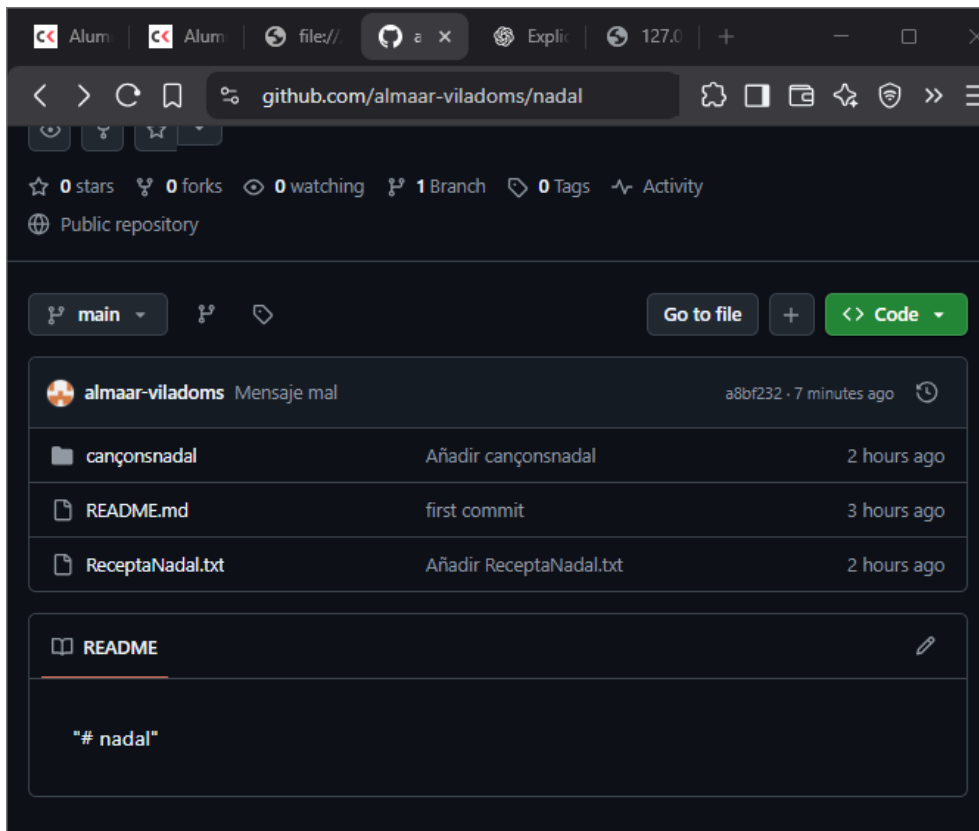 Alum Alum file:// a Explic 127.0
github.com/almaar-viladoms/nadal
0 stars 0 forks 0 watching 1 Branch 0 Tags Activity
Public repository
main Go to file Code
almaar-viladoms Mensaje mal a8bf232 · 7 minutes ago
cançonsnadal Añadir cançonsnadal 2 hours ago
README.md first commit 3 hours ago
ReceptaNadal.txt Añadir ReceptaNadal.txt 2 hours ago
README
"# nadal"